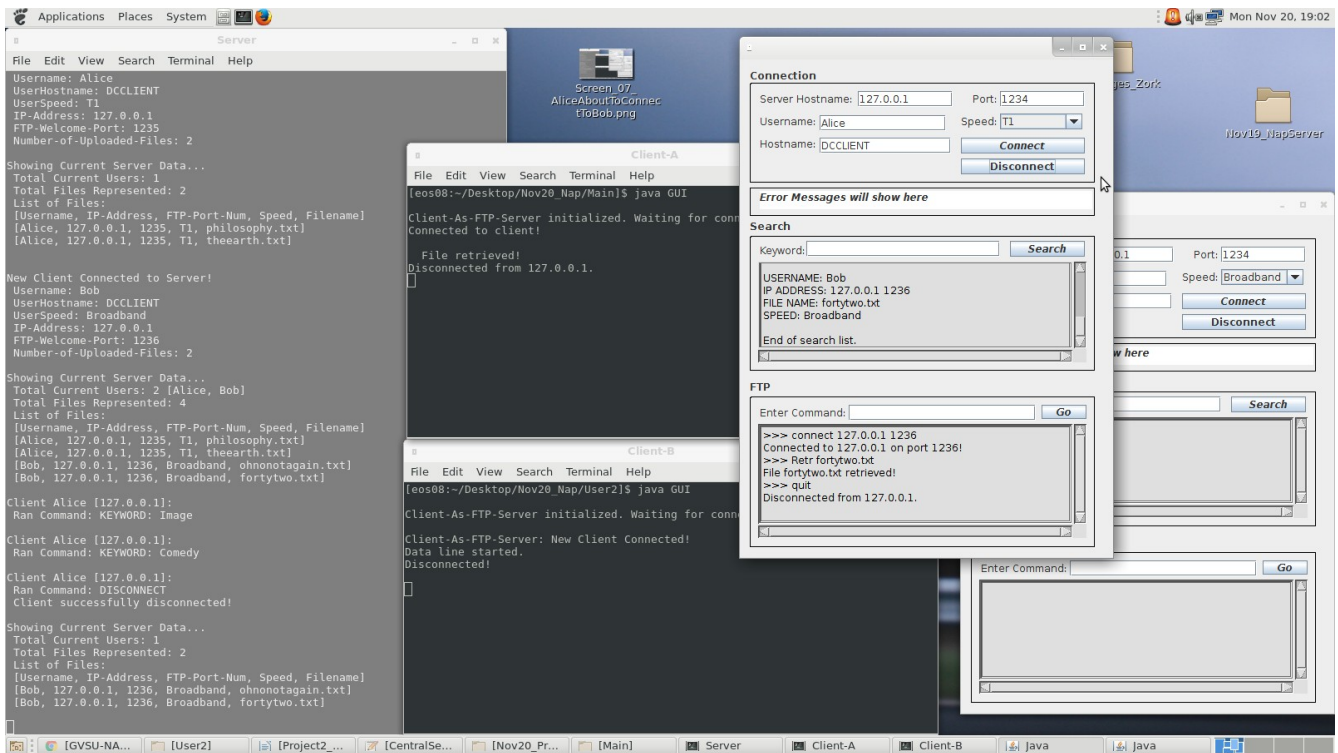 Applications Places System
Mon Nov 20, 19:02
Server
File Edit View Search Terminal Help
Username: Alice
UserHostname: DCCLIENT
UserSpeed: T1
IP-Address: 127.0.0.1
FTP-Welcome-Port: 1235
Number-of-Uploaded-Files: 2
Showing Current Server Data...
Total Current Users: 1
Total Files Represented: 2
List of Files:
[Username, IP-Address, FTP-Port-Num, Speed, Filename]
[Alice, 127.0.0.1, 1235, T1, philosophy.txt]
[Alice, 127.0.0.1, 1235, T1, theearth.txt]
New Client Connected to Server!
Username: Bob
UserHostname: DCCLIENT
UserSpeed: Broadband
IP-Address: 127.0.0.1
FTP-Welcome-Port: 1236
Number-of-Uploaded-Files: 2
Showing Current Server Data...
Total Current Users: 2 [Alice, Bob]
Total Files Represented: 4
List of Files:
[Username, IP-Address, FTP-Port-Num, Speed, Filename]
[Alice, 127.0.0.1, 1235, T1, philosophy.txt]
[Alice, 127.0.0.1, 1235, T1, theearth.txt]
[Bob, 127.0.0.1, 1236, Broadband, ohnonotagain.txt]
[Bob, 127.0.0.1, 1236, Broadband, fortytwo.txt]
Client Alice [127.0.0.1]:
Ran Command: KEYWORD: Image
Client Alice [127.0.0.1]:
Ran Command: KEYWORD: Comedy
Client Alice [127.0.0.1]:
Ran Command: DISCONNECT
Client successfully disconnected!
Showing Current Server Data...
Total Current Users: 1
Total Files Represented: 2
List of Files:
[Username, IP-Address, FTP-Port-Num, Speed, Filename]
[Bob, 127.0.0.1, 1236, Broadband, ohnonotagain.txt]
[Bob, 127.0.0.1, 1236, Broadband, fortytwo.txt]
Screen_07_
AliceAboutToConnec
tToBob.png
ges_Zork
Nov19_NapServer
Client-A
File Edit View Search Terminal Help
[eos08:~/Desktop/Nov20_Nap/Main]$ java GUI
Client-As-FTP-Server initialized. Waiting for conn
Connected to client!
File retrieved!
Disconnected from 127.0.0.1.
Client-B
File Edit View Search Terminal Help
[eos08:~/Desktop/Nov20_Nap/User2]$ java GUI
Client-As-FTP-Server initialized. Waiting for conn
Client-As-FTP-Server: New Client Connected!
Data line started.
Disconnected!
Connection
Server Hostname: 127.0.0.1 Port: 1234
Username: Alice Speed: T1
Hostname: DCCLIENT Connect
Disconnect
Error Messages will show here
Search
Keyword: Search
USERNAME: Bob
IP ADDRESS: 127.0.0.1 1236
FILE NAME: fortytwo.txt
SPEED: Broadband
End of search list.
FTP
Enter Command: Go
>>> connect 127.0.0.1 1236
Connected to 127.0.0.1 on port 1236!
>>> Retr fortytwo.txt
File fortytwo.txt retrieved!
>>> quit
Disconnected from 127.0.0.1.
0.1 Port: 1234
Speed: Broadband
Connect
Disconnect
w here
Search
Enter Command: Go
[GVSU-NA... [User2] [Project2_... [CentralSe... [Nov20_Pr... [Main] Server Client-A Client-B Java Java